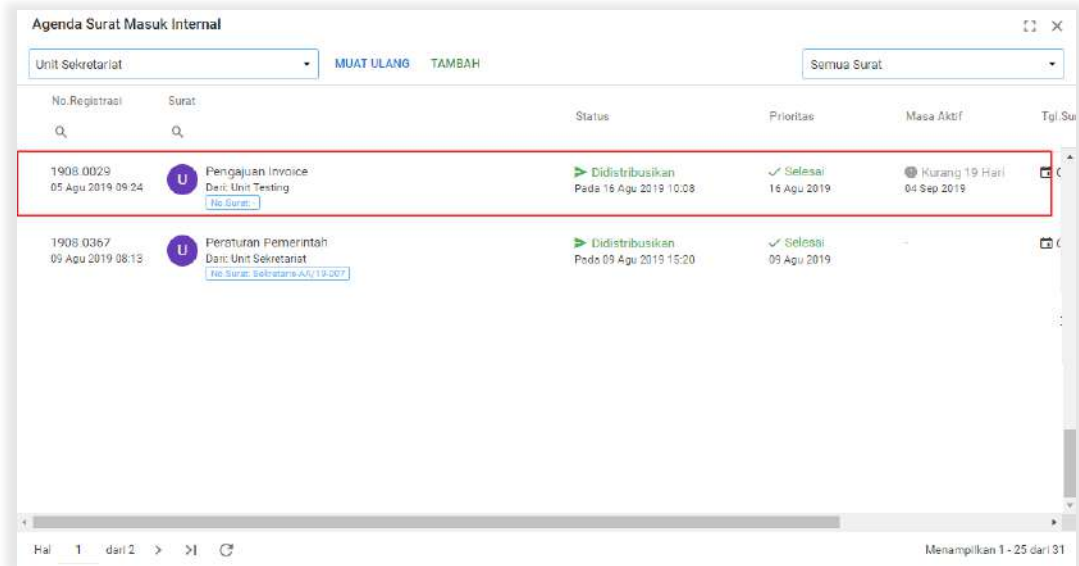 Agenda Surat Masuk Internal
Unit Sekretariat
MUAT ULANG
TAMBAH
Semua Surat
No.Registrasi
Surat
Status
Prioritas
Masa Aktif
Tgl.Su
1908.0029
05 Agu 2019 09:24
U
Pengajuan Invoice
Dari: Unit Testing
No.Surat: -
Didistribusikan
Pada 16 Agu 2019 10:08
Selesai
16 Agu 2019
Kurang 19 Hari
04 Sep 2019
1908.0367
09 Agu 2019 08:13
U
Peraturan Pemerintah
Dari: Unit Sekretariat
No.Surat: Sekretaris-AA/19-007
Didistribusikan
Pada 09 Agu 2019 15:20
Selesai
09 Agu 2019
-
Hal 1 dari 2
Menampilkan 1 - 25 dari 31